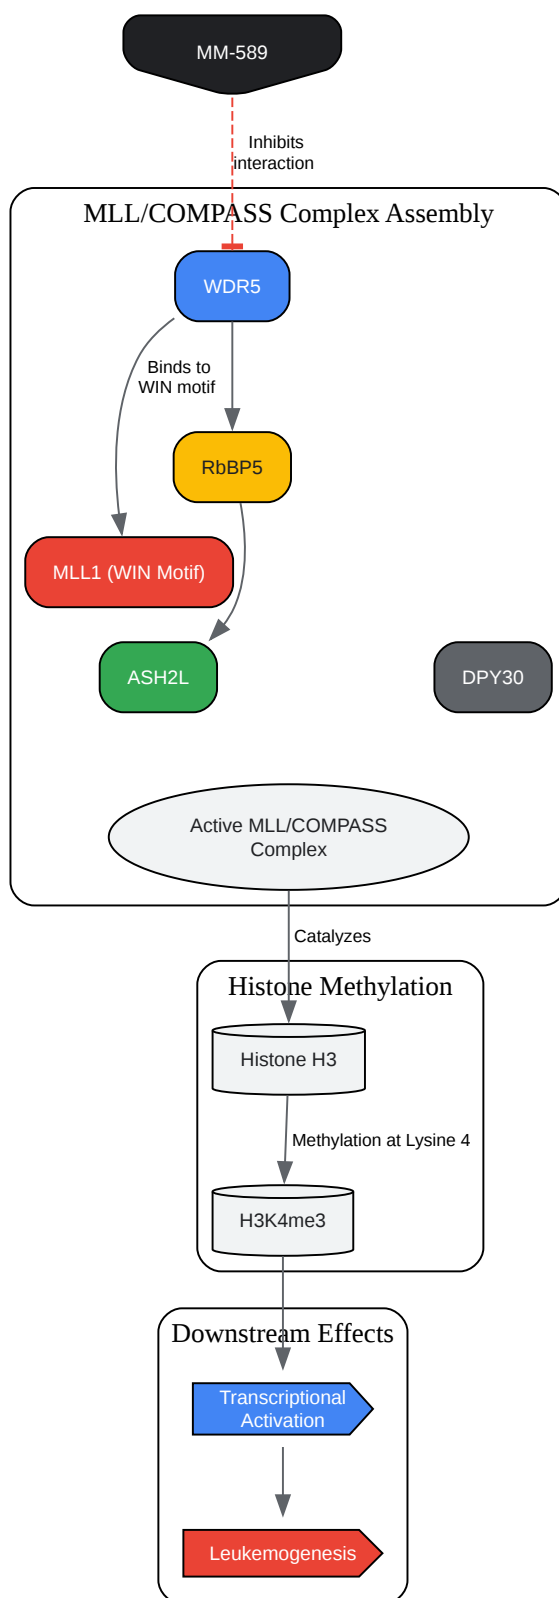 MM-589
Inhibits
interaction
MLL/COMPASS Complex Assembly
WDR5
Binds to
WIN motif
RbBP5
MLL1 (WIN Motif)
ASH2L
DPY30
Active MLL/COMPASS
Complex
Catalyzes
Histone Methylation
Histone H3
Methylation at Lysine 4
H3K4me3
Downstream Effects
Transcriptional
Activation
Leukemogenesis